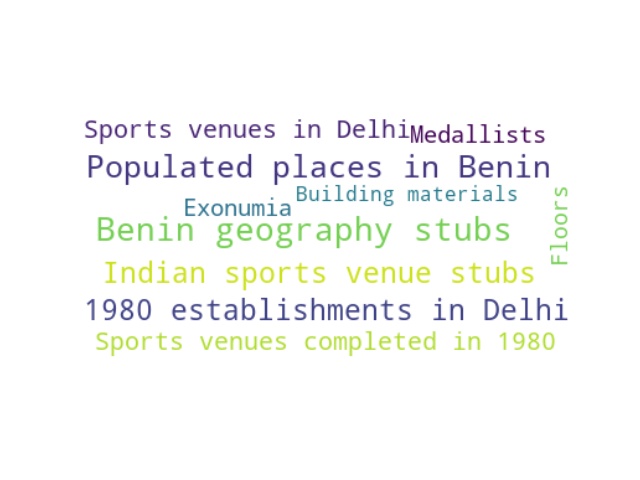 Sports venues in Delhi
Medallists
Populated places in Benin
Building materials
Exonumia
Floors
Benin geography stubs
Indian sports venue stubs
1980 establishments in Delhi
Sports venues completed in 1980